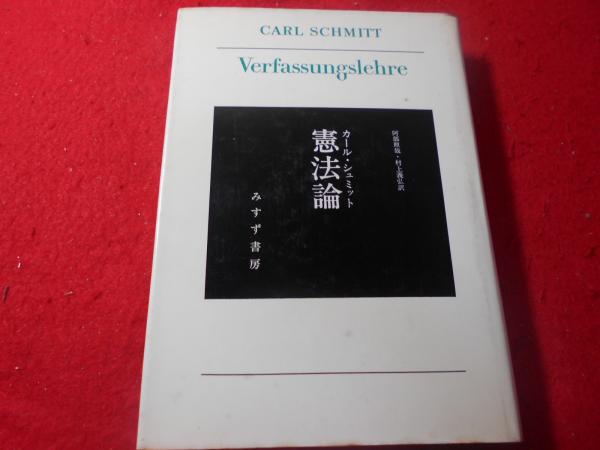 CARL SCHMITT
Verfassungslehre
阿部照哉・村上義弘訳
カール・シュミット
憲法論
みすず書房